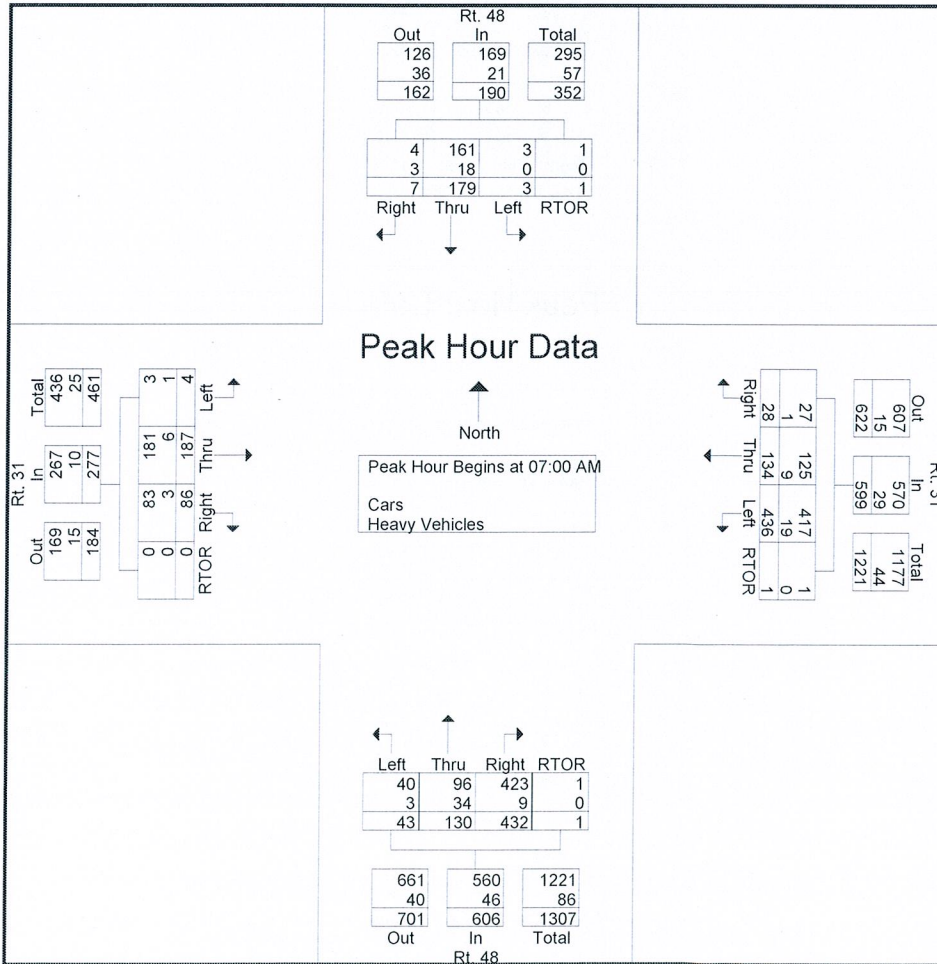 Rt. 48
Out In Total
126 169 295
36 21 57
162 190 352
4 161 3 1
3 18 0 0
7 179 3 1
Right Thru Left RTOR
Peak Hour Data
North
Peak Hour Begins at 07:00 AM
Cars
Heavy Vehicles
Rt. 31
Total In Out
436 267 169
25 10 15
461 277 184
Left Thru Right RTOR
3 181 83 0
1 6 3 0
4 187 86 0
Rt. 31
Out In Total
607 570 1177
15 29 44
622 599 1221
27 125 417 1
1 9 19 0
28 134 436 1
Right Thru Left RTOR
Left Thru Right RTOR
40 96 423 1
3 34 9 0
43 130 432 1
661 560 1221
40 46 86
701 606 1307
Out In Total
Rt. 48